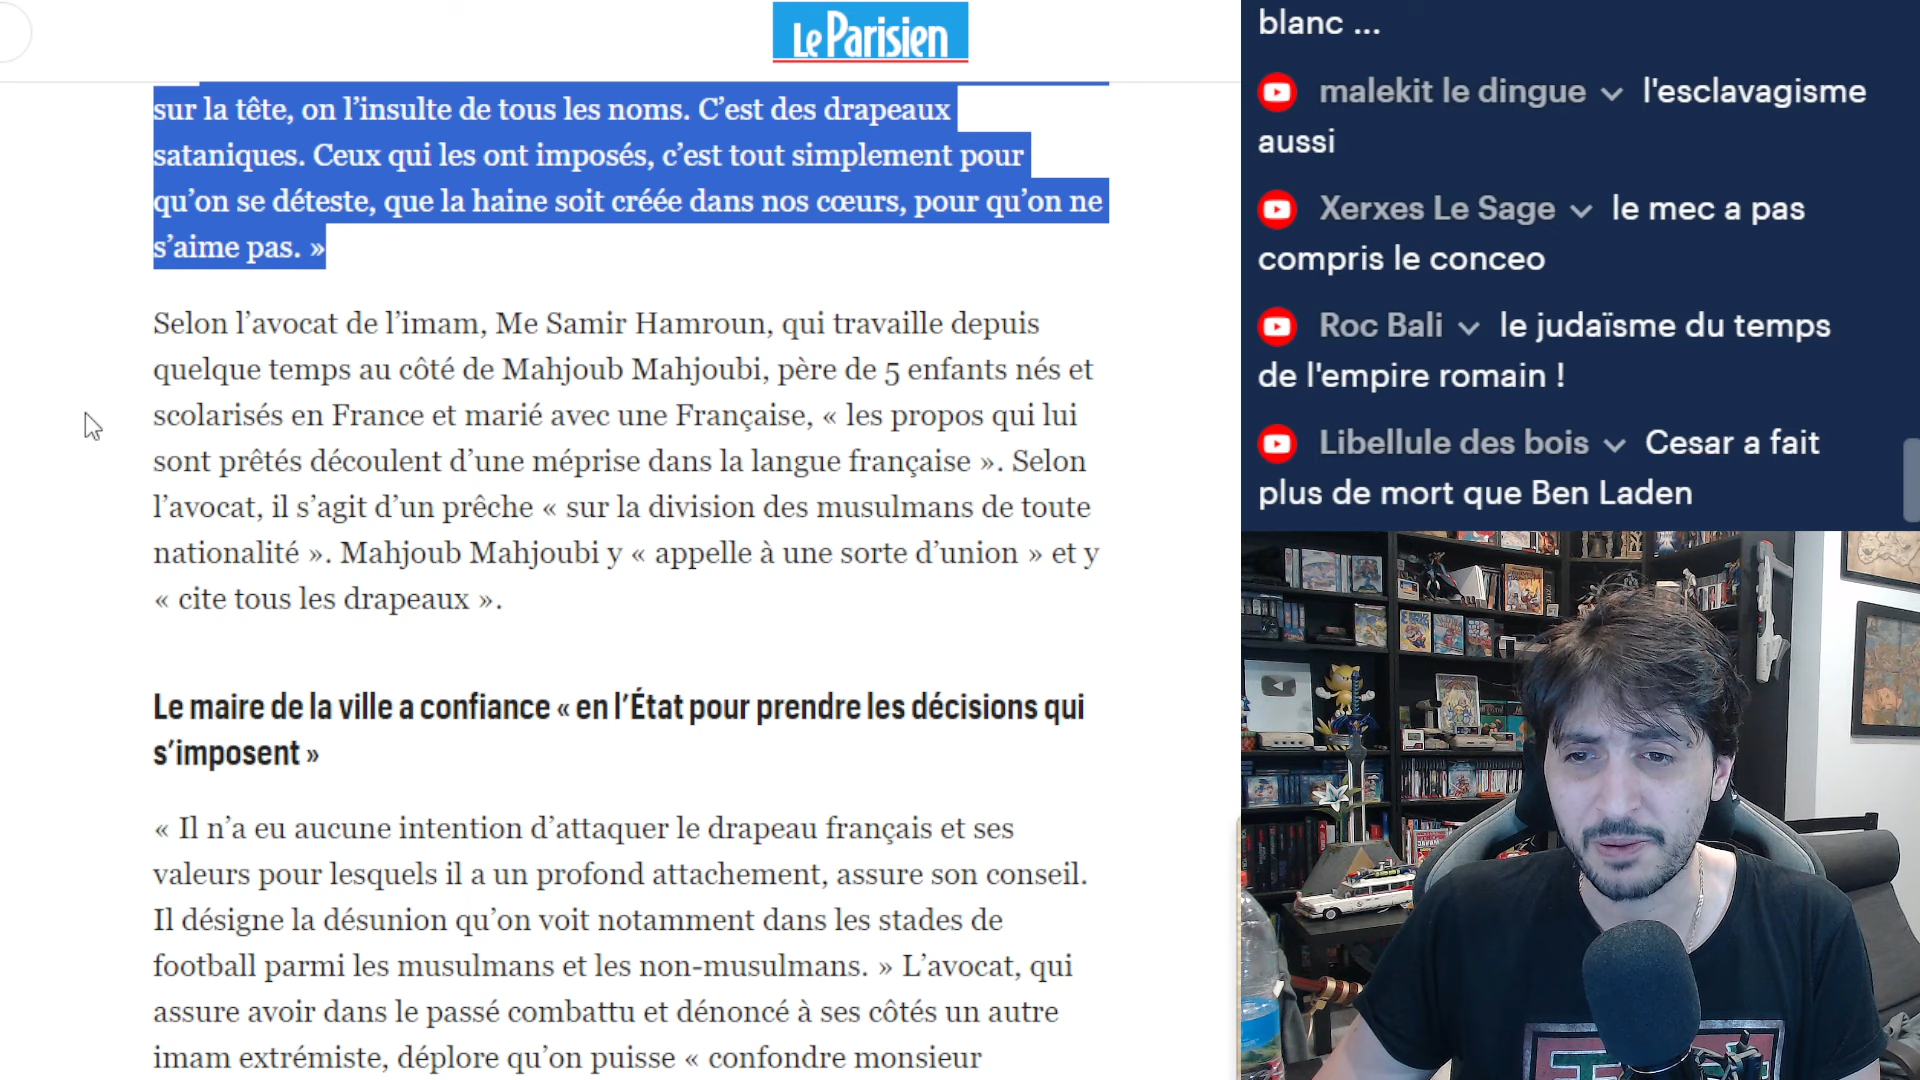 Le Parisien
sur la tête, on l’insulte de tous les noms. C’est des drapeaux
sataniques. Ceux qui les ont imposés, c’est tout simplement pour
qu’on se déteste, que la haine soit créée dans nos cœurs, pour qu’on ne
s’aime pas. »
Selon l’avocat de l’imam, Me Samir Hamroun, qui travaille depuis
quelque temps au côté de Mahjoub Mahjoubi, père de 5 enfants nés et
scolarisés en France et marié avec une Française, « les propos qui lui
sont prêtés découlent d’une méprise dans la langue française ». Selon
l’avocat, il s’agit d’un prêche « sur la division des musulmans de toute
nationalité ». Mahjoub Mahjoubi y « appelle à une sorte d’union » et y
« cite tous les drapeaux ».
Le maire de la ville a confiance « en l’État pour prendre les décisions qui
s’imposent »
« Il n’a eu aucune intention d’attaquer le drapeau français et ses
valeurs pour lesquels il a un profond attachement, assure son conseil.
Il désigne la désunion qu’on voit notamment dans les stades de
football parmi les musulmans et les non-musulmans. » L’avocat, qui
assure avoir dans le passé combattu et dénoncé à ses côtés un autre
imam extrémiste, déplore qu’on puisse « confondre monsieur
blanc ...
malekit le dingue l'esclavagisme
aussi
Xerxes Le Sage le mec a pas
compris le conceo
Roc Bali le judaïsme du temps
de l'empire romain !
Libellule des bois Cesar a fait
plus de mort que Ben Laden